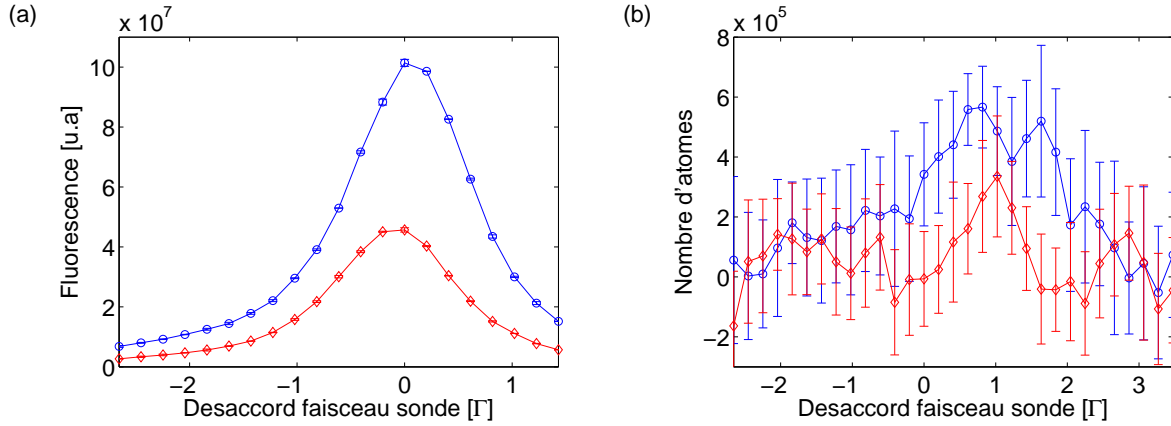 (a)
x 10^7
Fluorescence [u.a]
10
8
6
4
2
0
−2 −1 0 1
Desaccord faisceau sonde [Γ]
(b)
x 10^5
Nombre d'atomes
8
6
4
2
0
−2
−2 −1 0 1 2 3
Desaccord faisceau sonde [Γ]